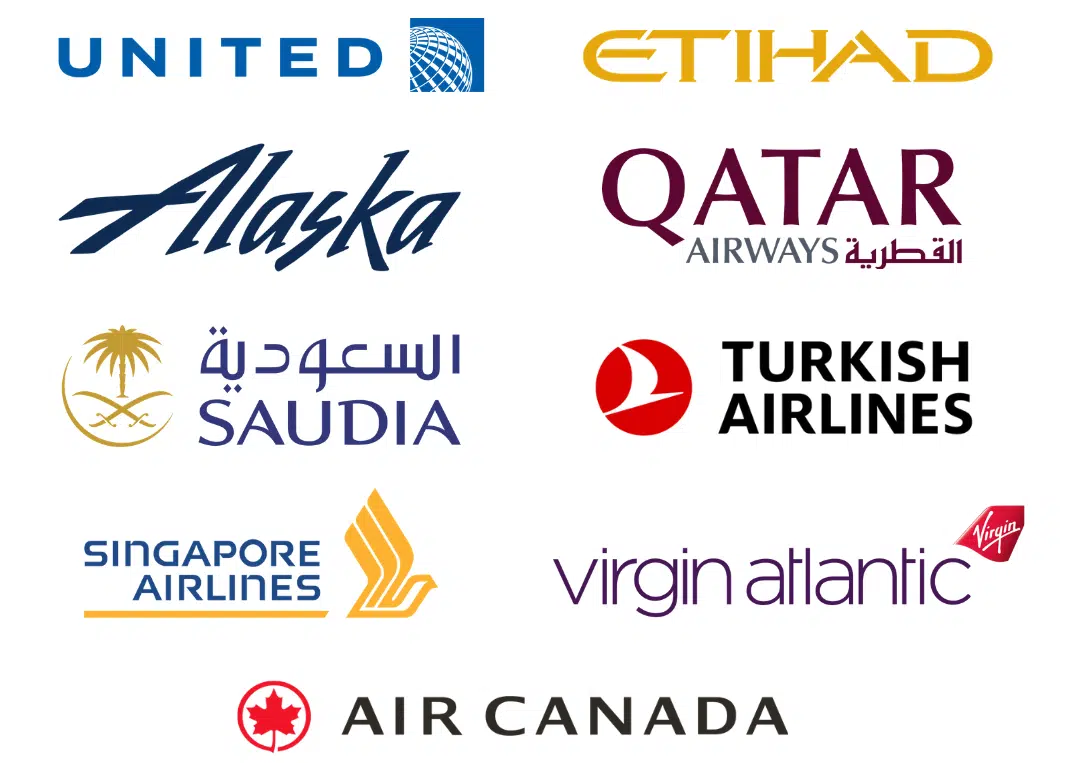 UNITED
ETIHAD
Alaska
QATAR
AIRWAYS القطرية
السعودية
SAUDIA
TURKISH
AIRLINES
SINGAPORE
AIRLINES
virgin atlantic
Virgin
AIR CANADA